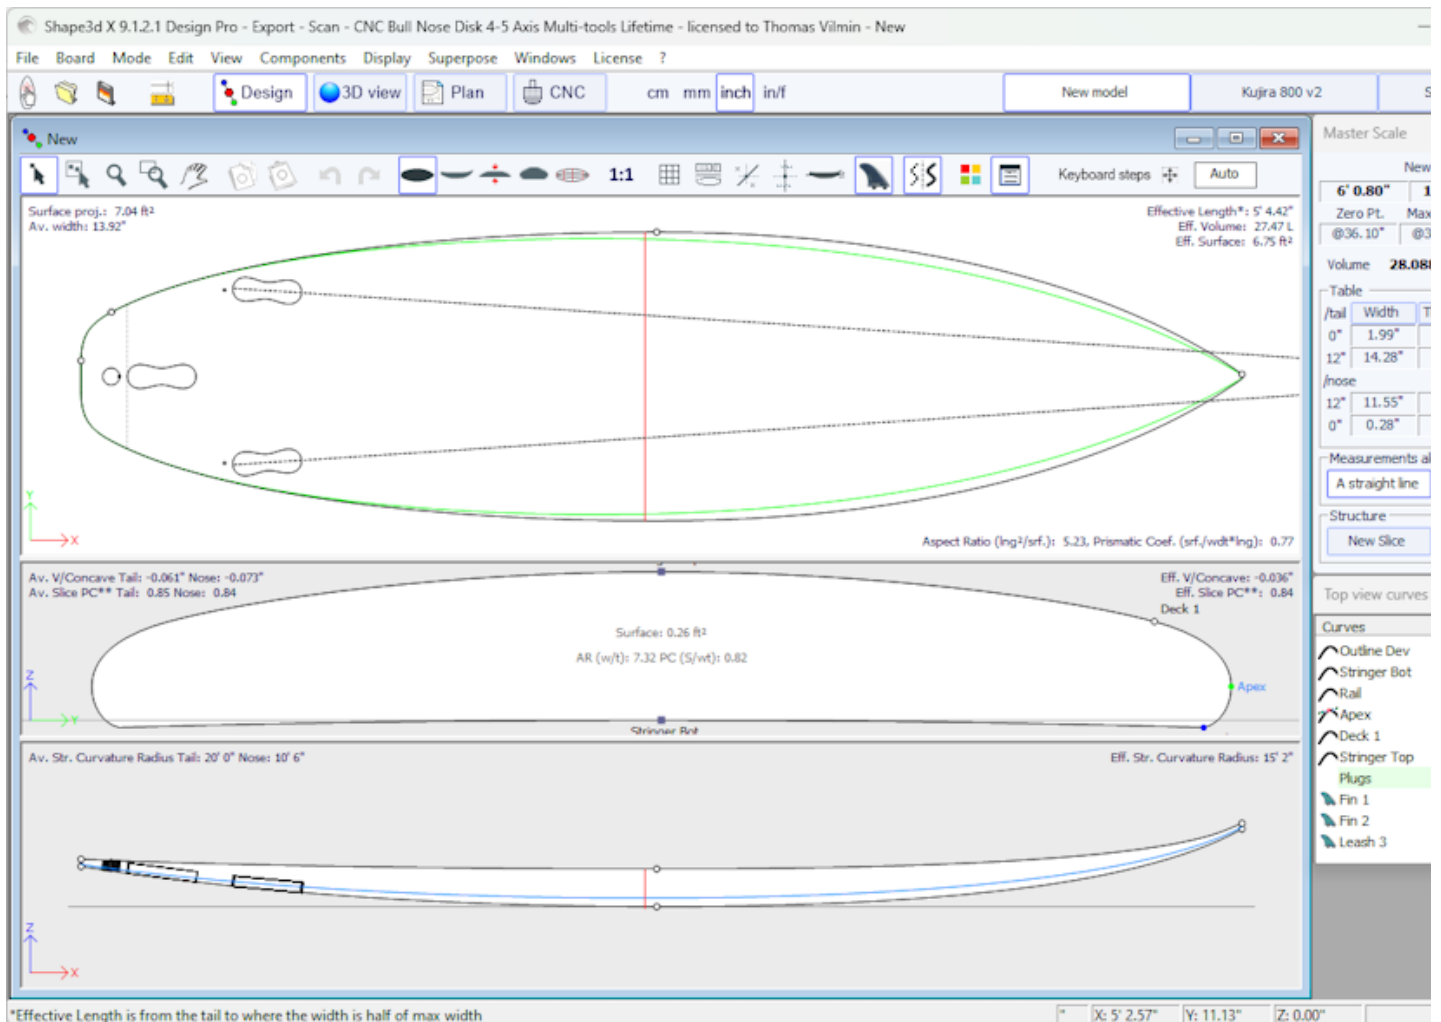 Shape3d X 9.1.2.1 Design Pro - Export - Scan - CNC Bull Nose Disk 4-5 Axis Multi-tools Lifetime - licensed to Thomas Vilmin - New
File Board Mode Edit View Components Display Superpose Windows License ?
Design 3D view Plan CNC cm mm inch in/f New model Kujira 800 v2 S
New
1:1 Keyboard steps Auto
Surface proj.: 7.04 ft²
Av. width: 13.92"
Effective Length*: 5' 4.42"
Eff. Volume: 27.47 L
Eff. Surface: 6.75 ft²
Y
X
Aspect Ratio (lng²/srf.): 5.23, Prismatic Coef. (srf./wdt*lng): 0.77
Av. V/Concave Tail: -0.061" Nose: -0.073"
Av. Slice PC** Tail: 0.85 Nose: 0.84
Eff. V/Concave: -0.036"
Eff. Slice PC**: 0.84
Deck 1
Surface: 0.26 ft²
AR (w/t): 7.32 PC (S/wt): 0.82
Apex
Z
Y
Stringer Bot
Av. Str. Curvature Radius Tail: 20' 0" Nose: 10' 6"
Eff. Str. Curvature Radius: 15' 2"
Z
X
Master Scale
New
6' 0.80" 1
Zero Pt. Max
@36.10" @3
Volume 28.088
Table
/tail Width T
0" 1.99"
12" 14.28"
/nose
12" 11.55"
0" 0.28"
Measurements al
A straight line
Structure
New Slice
Top view curves
Curves
Outline Dev
Stringer Bot
Rail
Apex
Deck 1
Stringer Top
Plugs
Fin 1
Fin 2
Leash 3
*Effective Length is from the tail to where the width is half of max width
" X: 5' 2.57" Y: 11.13" Z: 0.00"